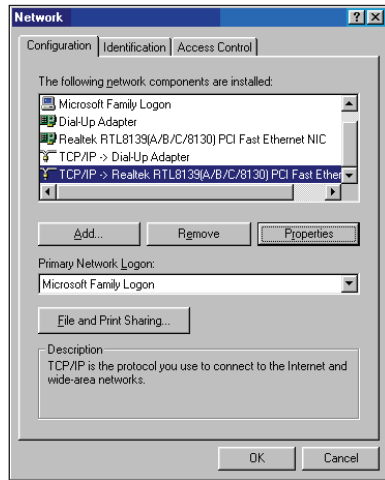 Network
Configuration Identification Access Control
The following network components are installed:
Microsoft Family Logon
Dial-Up Adapter
Realtek RTL8139(A/B/C/8130) PCI Fast Ethernet NIC
TCP/IP -> Dial-Up Adapter
TCP/IP -> Realtek RTL8139(A/B/C/8130) PCI Fast Ether
Add... Remove Properties
Primary Network Logon:
Microsoft Family Logon
File and Print Sharing...
Description
TCP/IP is the protocol you use to connect to the Internet and
wide-area networks.
OK Cancel